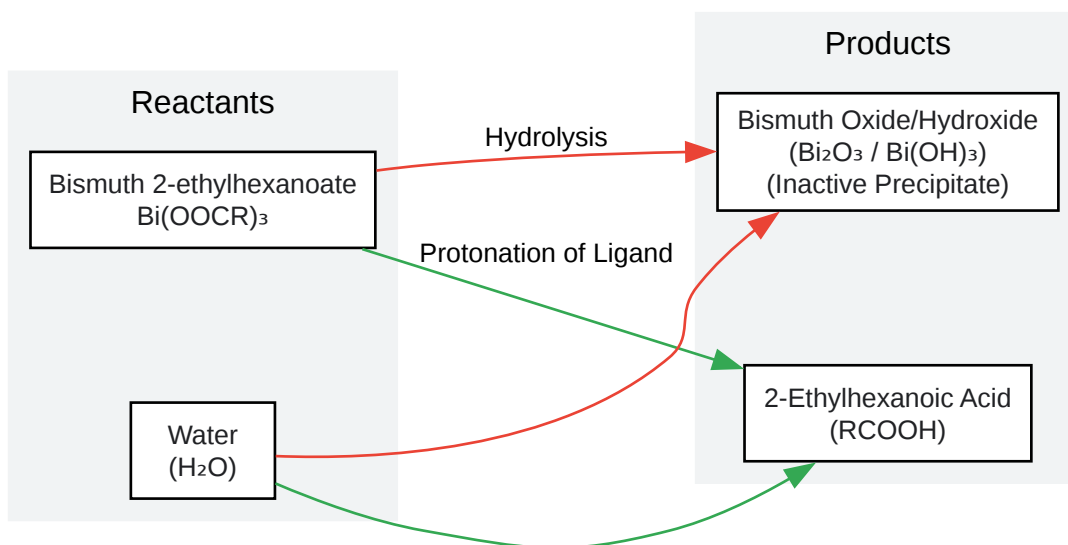 Reactants
Products
Bismuth 2-ethylhexanoate
Bi(OOCR)₃
Hydrolysis
Bismuth Oxide/Hydroxide
(Bi₂O₃ / Bi(OH)₃)
(Inactive Precipitate)
Protonation of Ligand
Water
(H₂O)
2-Ethylhexanoic Acid
(RCOOH)